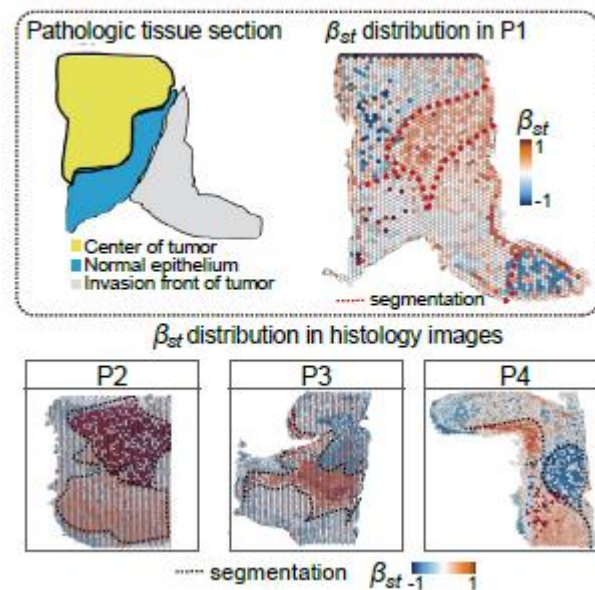 Pathologic tissue section
βst distribution in P1
βst
1
-1
Center of tumor
Normal epithelium
Invasion front of tumor
segmentation
βst distribution in histology images
P2
P3
P4
segmentation
βst -1 1